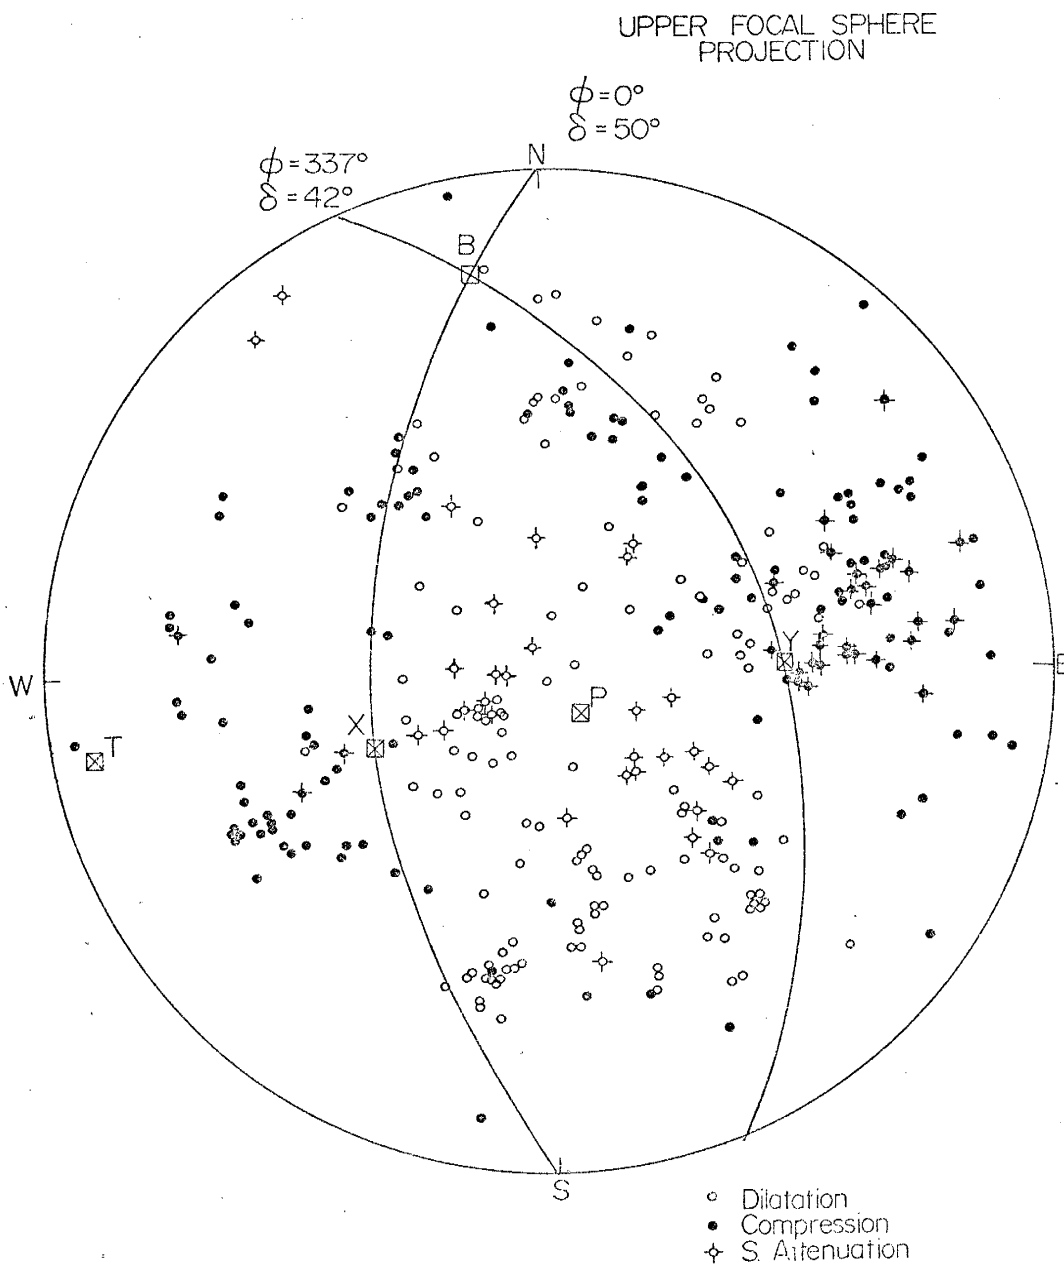 UPPER FOCAL SPHERE
PROJECTION
ϕ = 0°
δ = 50°
ϕ = 337°
δ = 42°
N
B
Y
E
W
P
X
T
S
Dilatation
Compression
S. Attenuation